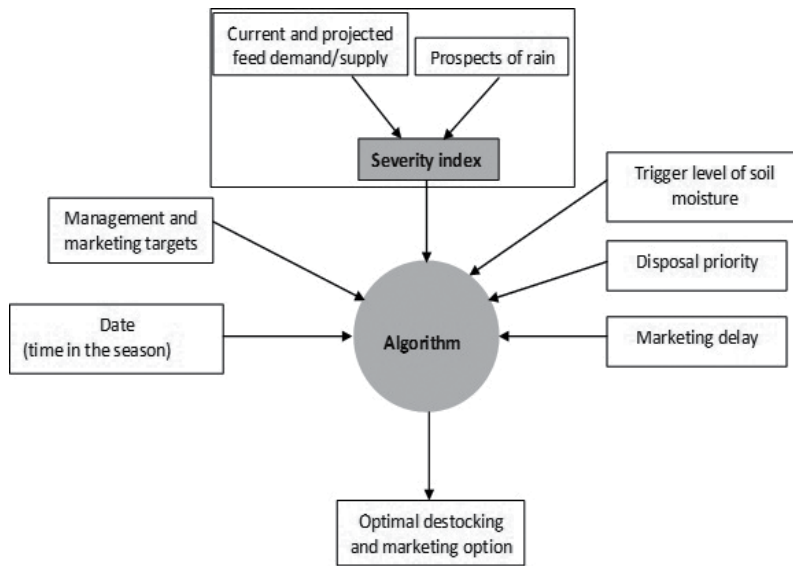 Current and projected
feed demand/supply
Prospects of rain
Severity index
Trigger level of soil
moisture
Management and
marketing targets
Disposal priority
Date
(time in the season)
Algorithm
Marketing delay
Optimal destocking
and marketing option